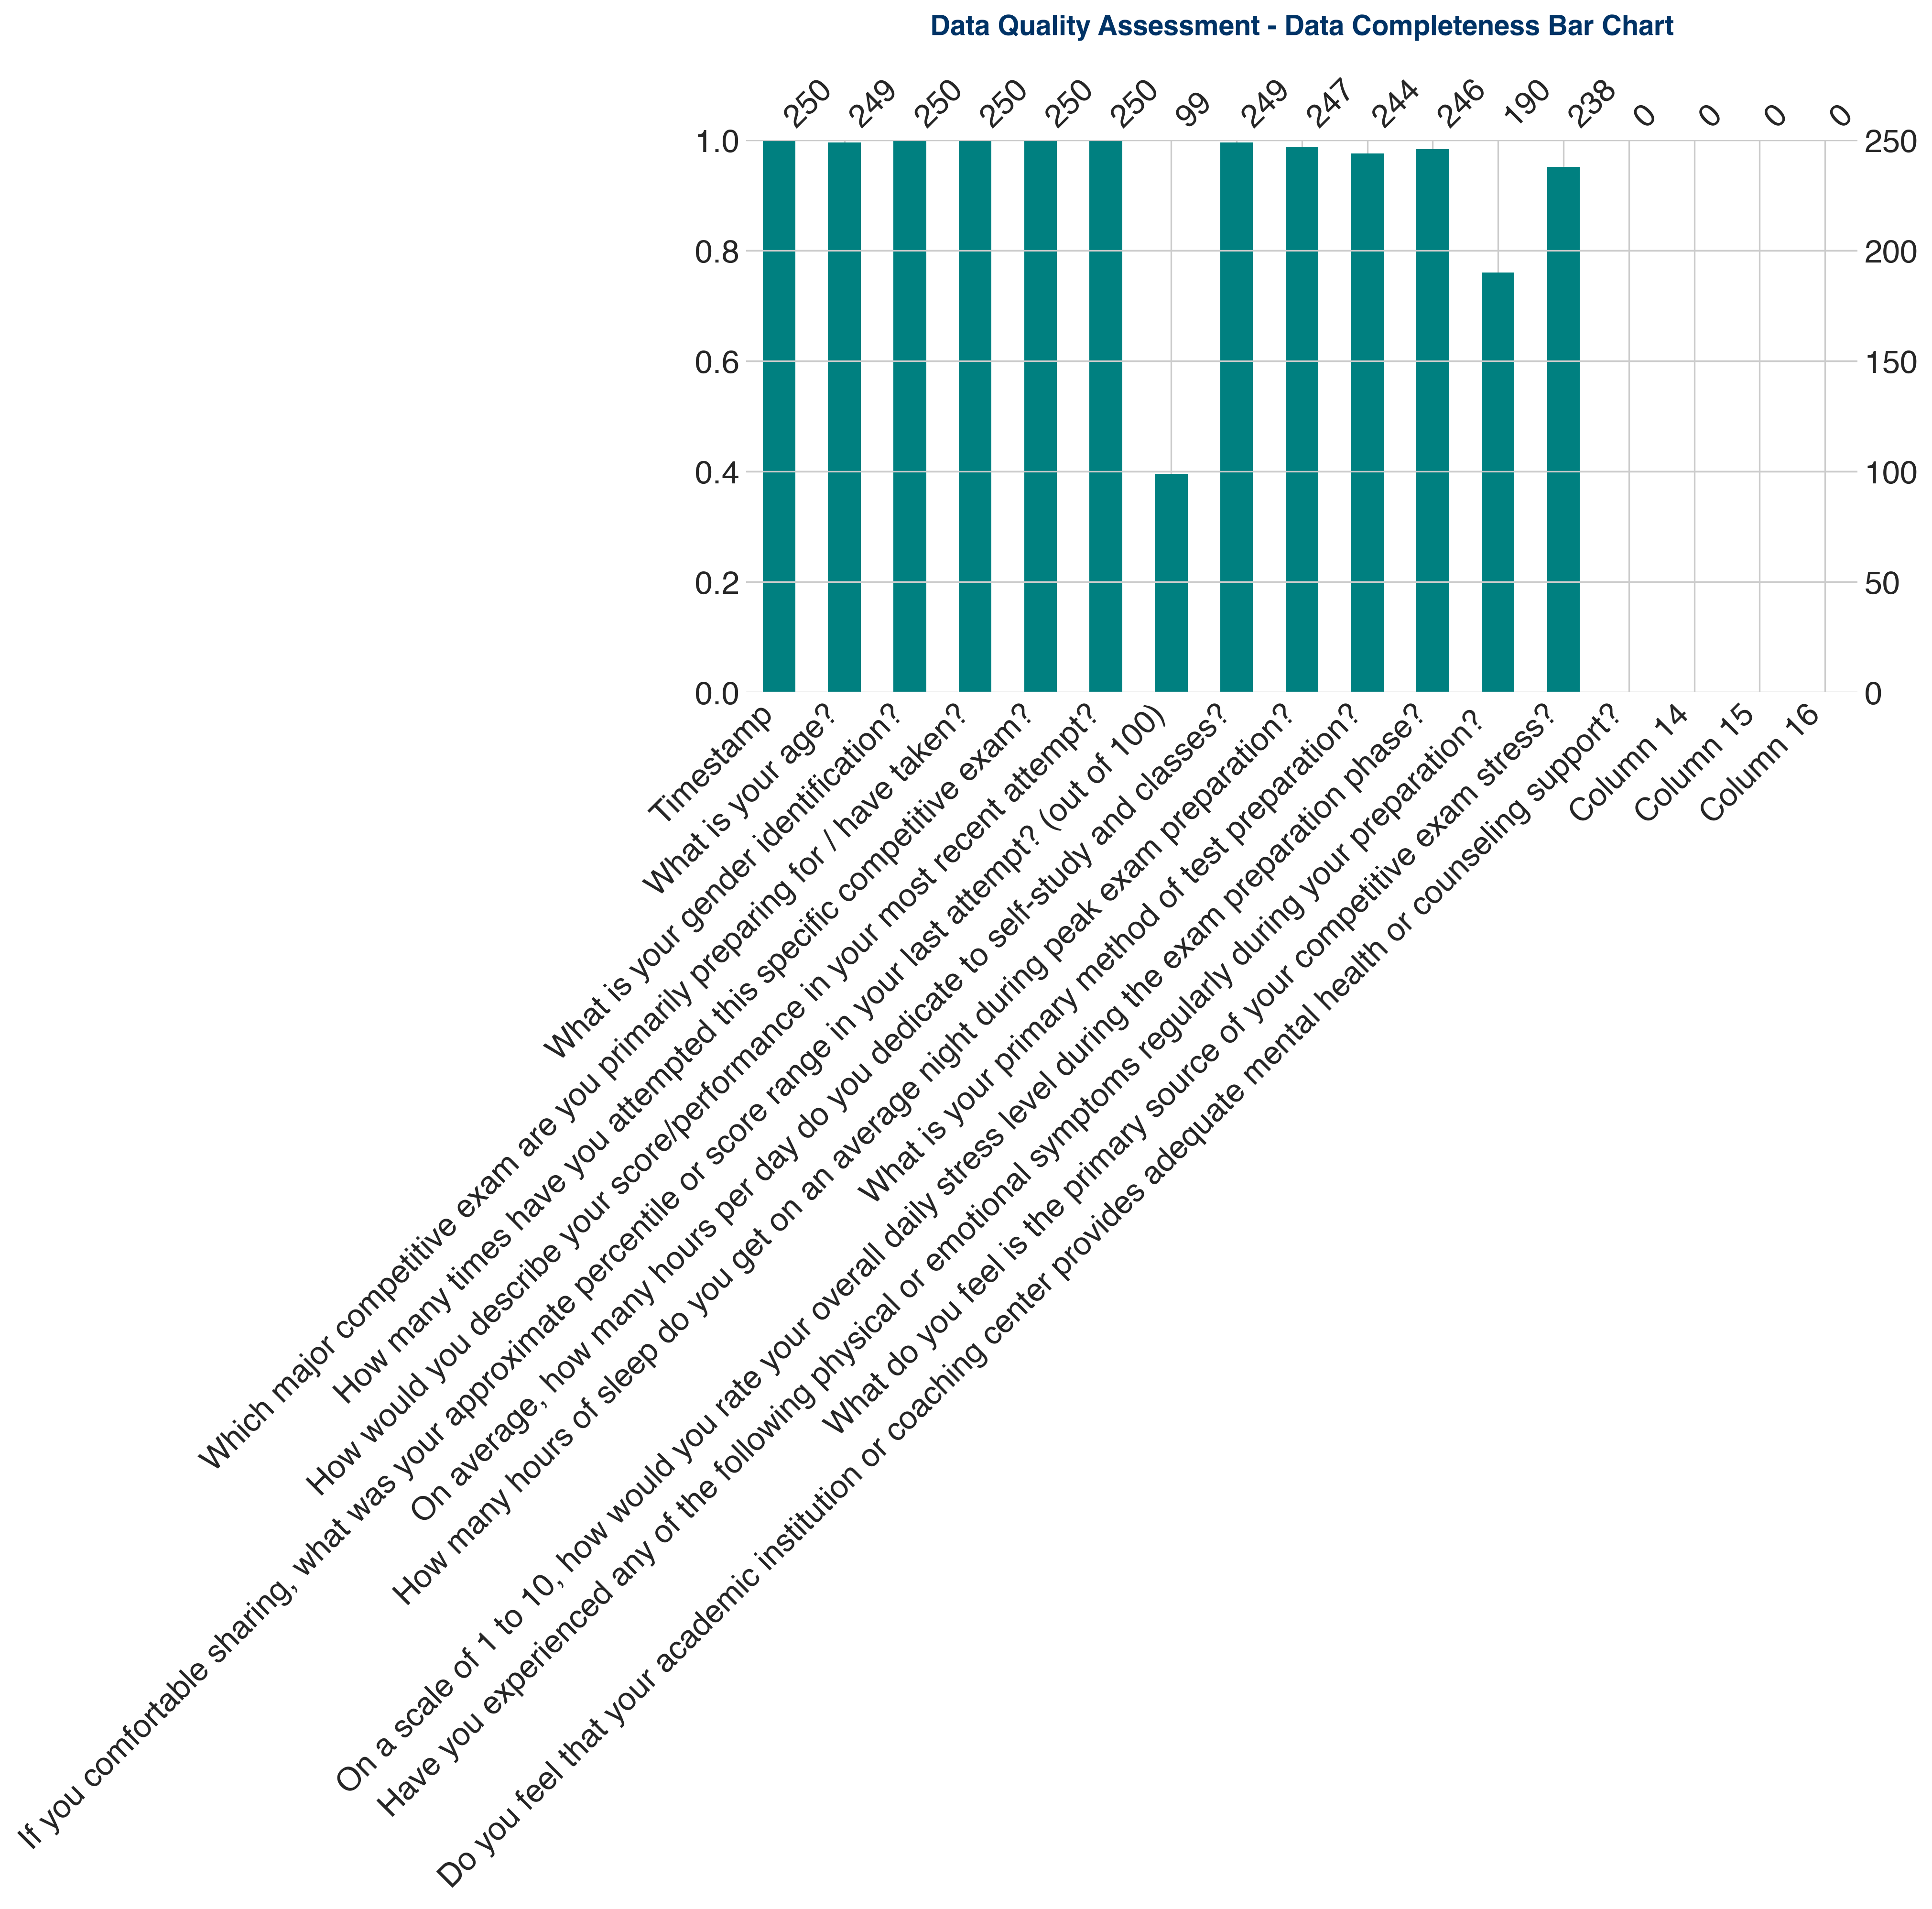 Data Quality Assessment - Data Completeness Bar Chart
250
249
250
250
250
250
99
249
247
244
246
190
238
0
0
0
0
1.0
250
0.8
200
0.6
150
0.4
100
0.2
50
0.0
0
Timestamp
What is your age?
What is your gender identification?
Which major competitive exam are you primarily preparing for / have taken?
How many times have you attempted this specific competitive exam?
How would you describe your score/performance in your most recent attempt?
If you comfortable sharing, what was your approximate percentile or score range in your last attempt? (out of 100)
On average, how many hours per day do you dedicate to self-study and classes?
How many hours of sleep do you get on an average night during peak exam preparation?
What is your primary method of test preparation?
On a scale of 1 to 10, how would you rate your overall daily stress level during the exam preparation phase?
Have you experienced any of the following physical or emotional symptoms regularly during your preparation?
What do you feel is the primary source of your competitive exam stress?
Do you feel that your academic institution or coaching center provides adequate mental health or counseling support?
Column 14
Column 15
Column 16